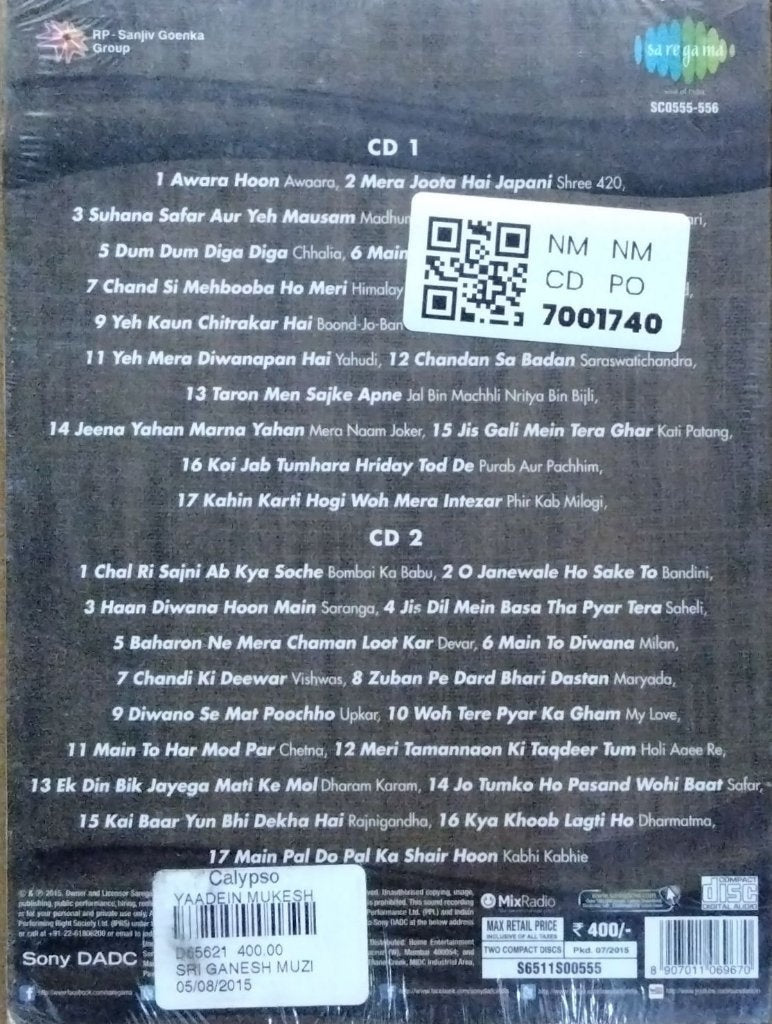 RP - Sanjiv Goenka
Group
sa re ga ma
soul of India
SC0555-556
CD 1
1 Awara Hoon Awaara, 2 Mera Joota Hai Japani Shree 420,
3 Suhana Safar Aur Yeh Mausam
5 Dum Dum Diga Diga Chhalia, 6 Main
7 Chand Si Mehbooba Ho Meri
9 Yeh Kaun Chitrakar Hai Boond-Jo-Ban
NM NM
CD PO
7001740
11 Yeh Mera Diwanapan Hai Yahudi, 12 Chandan Sa Badan Saraswatichandra,
13 Taron Men Sajke Apne Jal Bin Machhli Nritya Bin Bijli,
14 Jeena Yahan Marna Yahan Mera Naam Joker, 15 Jis Gali Mein Tera Ghar Kati Patang,
16 Koi Jab Tumhara Hriday Tod De Purab Aur Pachhim,
17 Kahin Karti Hogi Woh Mera Intezar Phir Kab Milogi,
CD 2
1 Chal Ri Sajni Ab Kya Soche Bombai Ka Babu, 2 O Janewale Ho Sake To Bandini,
3 Haan Diwana Hoon Main Saranga, 4 Jis Dil Mein Basa Tha Pyar Tera Saheli,
5 Baharon Ne Mera Chaman Loot Kar Devar, 6 Main To Diwana Milan,
7 Chandi Ki Deewar Vishwas, 8 Zuban Pe Dard Bhari Dastan Maryada,
9 Diwano Se Mat Poochho Upkar, 10 Woh Tere Pyar Ka Gham My Love,
11 Main To Har Mod Par Chetna, 12 Meri Tamannaon Ki Taqdeer Tum Holi Aaee Re,
13 Ek Din Bik Jayega Mati Ke Mol Dharam Karam, 14 Jo Tumko Ho Pasand Wohi Baat Safar,
15 Kai Baar Yun Bhi Dekha Hai Rajnigandha, 16 Kya Khoob Lagti Ho Dharmatma,
17 Main Pal Do Pal Ka Shair Hoon Kabhi Kabhie
Calypso
YAADEIN MUKESH
D65621 400.00
SRI GANESH MUZI
05/08/2015
Sony DADC
MixRadio
COMPACT
disc
DIGITAL AUDIO
MAX RETAIL PRICE ₹ 400/-
INCLUSIVE OF ALL TAXES
TWO COMPACT DISCS Pkd. 07/2015
S6511S00555
8 907011 069670